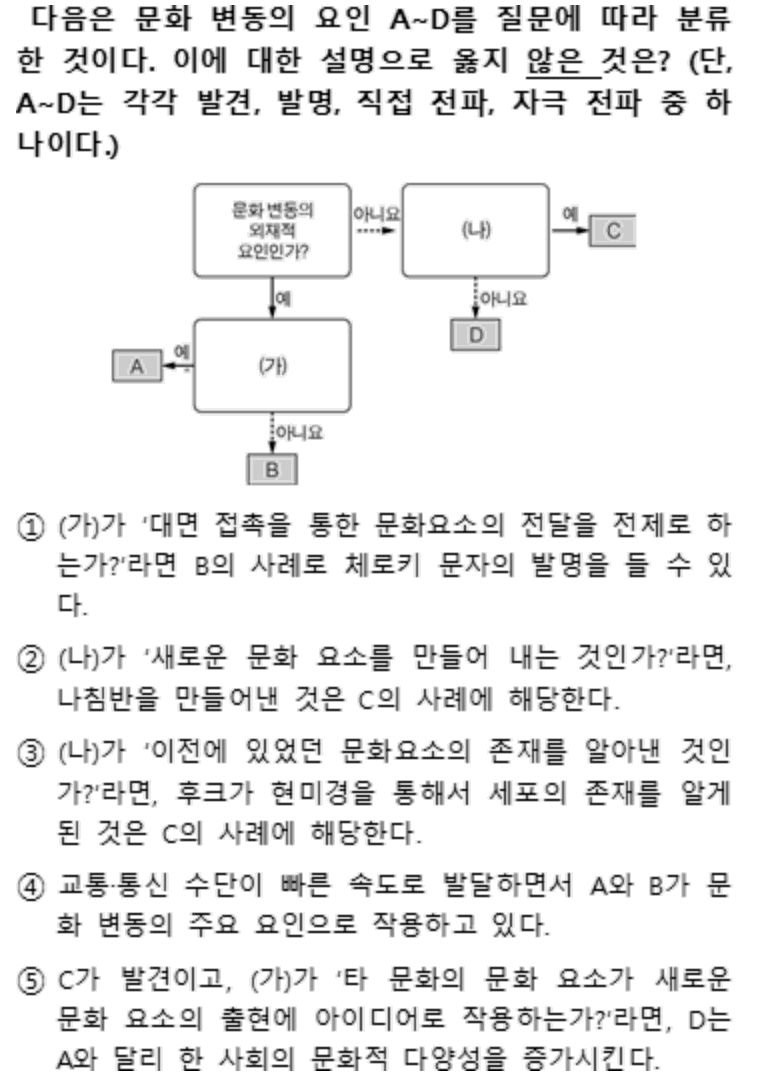 다음은 문화 변동의 요인 A~D를 질문에 따라 분류
한 것이다. 이에 대한 설명으로 옳지 않은 것은? (단,
A~D는 각각 발견, 발명, 직접 전파, 자극 전파 중 하
나이다.)
문화 변동의
외재적
요인인가?
아니요
(나)
예
C
예
아니요
D
A
예
(가)
아니요
B
① (가)가 ‘대면 접촉을 통한 문화요소의 전달을 전제로 하
는가?’라면 B의 사례로 체로키 문자의 발명을 들 수 있
다.
② (나)가 ‘새로운 문화 요소를 만들어 내는 것인가?’라면,
나침반을 만들어낸 것은 C의 사례에 해당한다.
③ (나)가 ‘이전에 있었던 문화요소의 존재를 알아낸 것인
가?’라면, 후크가 현미경을 통해서 세포의 존재를 알게
된 것은 C의 사례에 해당한다.
④ 교통·통신 수단이 빠른 속도로 발달하면서 A와 B가 문
화 변동의 주요 요인으로 작용하고 있다.
⑤ C가 발견이고, (가)가 ‘타 문화의 문화 요소가 새로운
문화 요소의 출현에 아이디어로 작용하는가?’라면, D는
A와 달리 한 사회의 문화적 다양성을 증가시킨다.